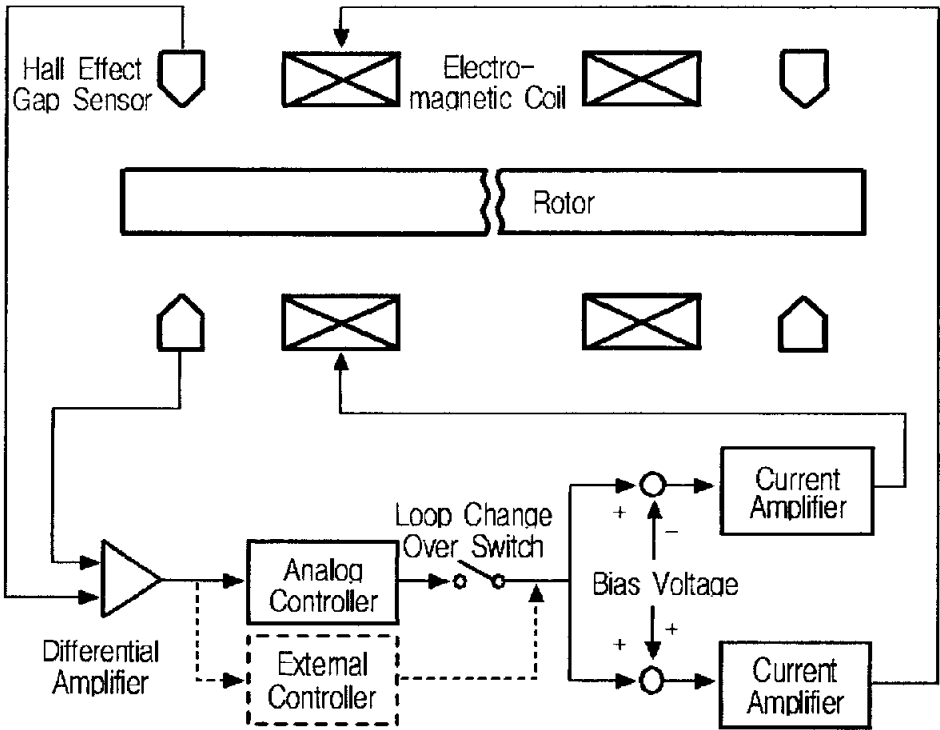 Hall Effect
Gap Sensor
Electro-
magnetic Coil
Rotor
Current
Amplifier
Loop Change
Over Switch
+
−
Analog
Controller
Bias Voltage
+
+
Differential
Amplifier
External
Controller
Current
Amplifier